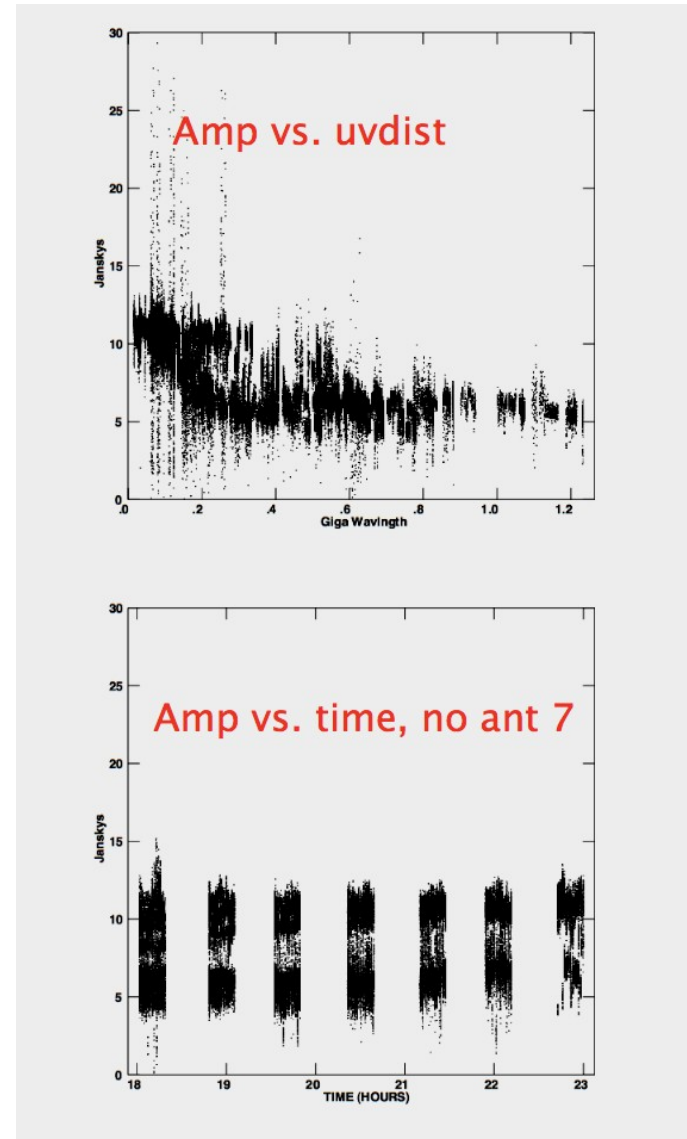 30
25
Amp vs. uvdist
20
Janskys
15
10
5
0
.0 .2 .4 .6 .8 1.0 1.2
Giga Wavlngth
30
25
Amp vs. time, no ant 7
20
Janskys
15
10
5
0
18 19 20 21 22 23
TIME (HOURS)